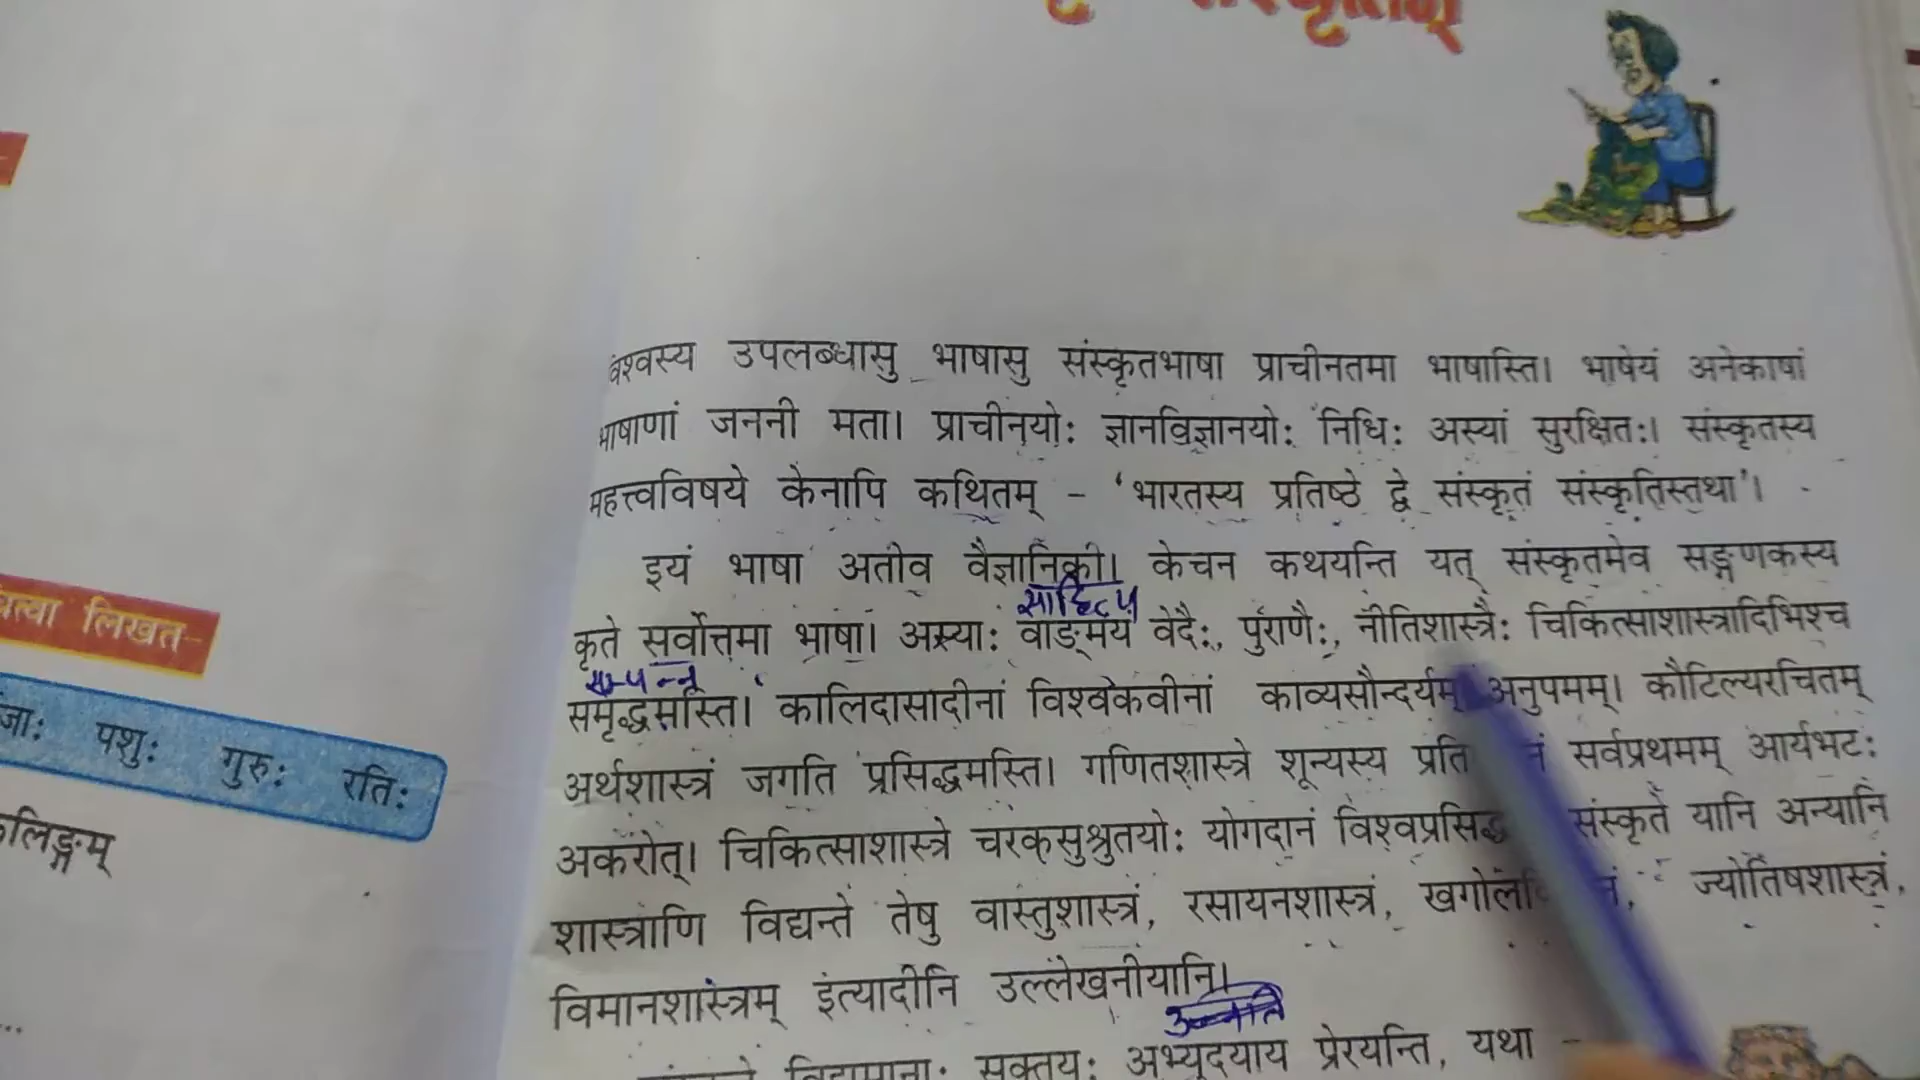 लिखत-
जाः पशुः गुरुः रतिः
विश्वस्य उपलब्धासु भाषासु संस्कृतभाषा प्राचीनतमा भाषास्ति। भाषेयं अनेकाषां
भाषाणां जननी मता। प्राचीनयोः ज्ञानविज्ञानयोः निधिः अस्यां सुरक्षितः। संस्कृतस्य
महत्त्वविषये केनापि कथितम् – 'भारतस्य प्रतिष्ठे द्वे संस्कृतं संस्कृतिस्तथा'।
इयं भाषा अतीव वैज्ञानिकी। केचन कथयन्ति यत् संस्कृतमेव सङ्गणकस्य
साहित्य
कृते सर्वोत्तमा भाषा। अस्याः वाङ्मयं वेदैः, पुराणैः, नीतिशास्त्रैः चिकित्साशास्त्रादिभिश्च
सम्पन्न
समृद्धमस्ति। कालिदासादीनां विश्वकवीनां काव्यसौन्दर्यम् अनुपमम्। कौटिल्यरचितम्
अर्थशास्त्रं जगति प्रसिद्धमस्ति। गणितशास्त्रे शून्यस्य सर्वप्रथमम् आर्यभटः
अकरोत्। चिकित्साशास्त्रे चरकसुश्रुतयोः योगदानं विश्वप्रसिद्ध संस्कृते यानि अन्यानि
शास्त्राणि विद्यन्ते तेषु वास्तुशास्त्रं, रसायनशास्त्रं, ज्योतिषशास्त्रं,
विमानशास्त्रम् इत्यादीनि उल्लेखनीयानि।
उन्नति
विद्यमानाः सूक्तयः अभ्युदयाय प्रेरयन्ति, यथा –